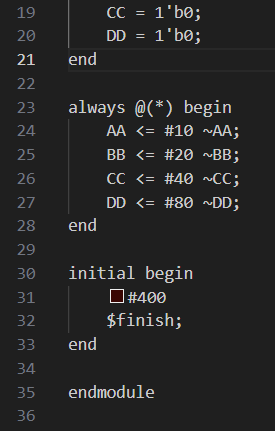 19 CC = 1'b0;
20 DD = 1'b0;
21 end
22
23 always @(*) begin
24 AA <= #10 ~AA;
25 BB <= #20 ~BB;
26 CC <= #40 ~CC;
27 DD <= #80 ~DD;
28 end
29
30 initial begin
31 #400
32 $finish;
33 end
34
35 endmodule
36